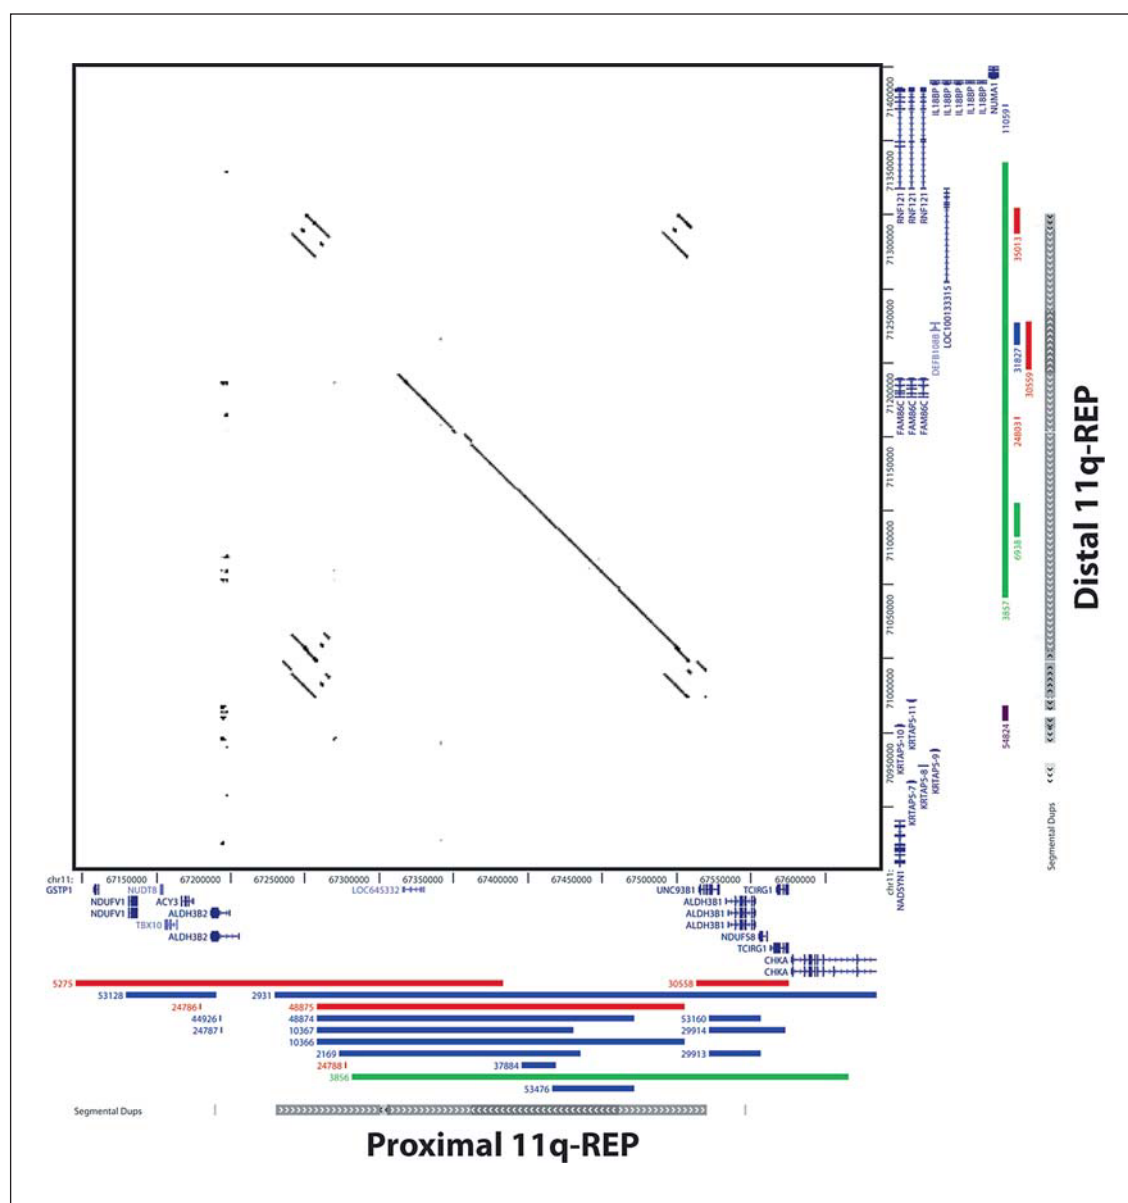 chr11: 67150000 67200000 67250000 67300000 67350000 67400000 67450000 67500000 67550000 67600000
GSTP1 NUDT8 LOC645332 UNC93B1 TCIRG1
NDUFV1 ACY3 ALDH3B1
NDUFV1 ALDH3B2 ALDH3B1
TBX10 ALDH3B1
ALDH3B2 NDUFS8
TCIRG1
CHKA
CHKA
5275 30558
53128 2931
24786 48875
44926 48874 53160
24787 10367 29914
10366
2169 29913
24788 37884
3856
53476
Segmental Dups
Proximal 11q-REP
chr11: 70950000 71000000 71050000 71100000 71150000 71200000 71250000 71300000 71350000 71400000
NADSYN1 KRTAP5-10 FAM86C RNF121
KRTAP5-7 KRTAP5-11 FAM86C RNF121
KRTAP5-8 FAM86C RNF121
KRTAP5-9 DEFB108B IL18BP
LOC100133315 IL18BP
IL18BP
IL18BP
IL18BP
NUMA1
54824 3857 11059
6938 24803 31827 35013
30559
Segmental Dups
Distal 11q-REP